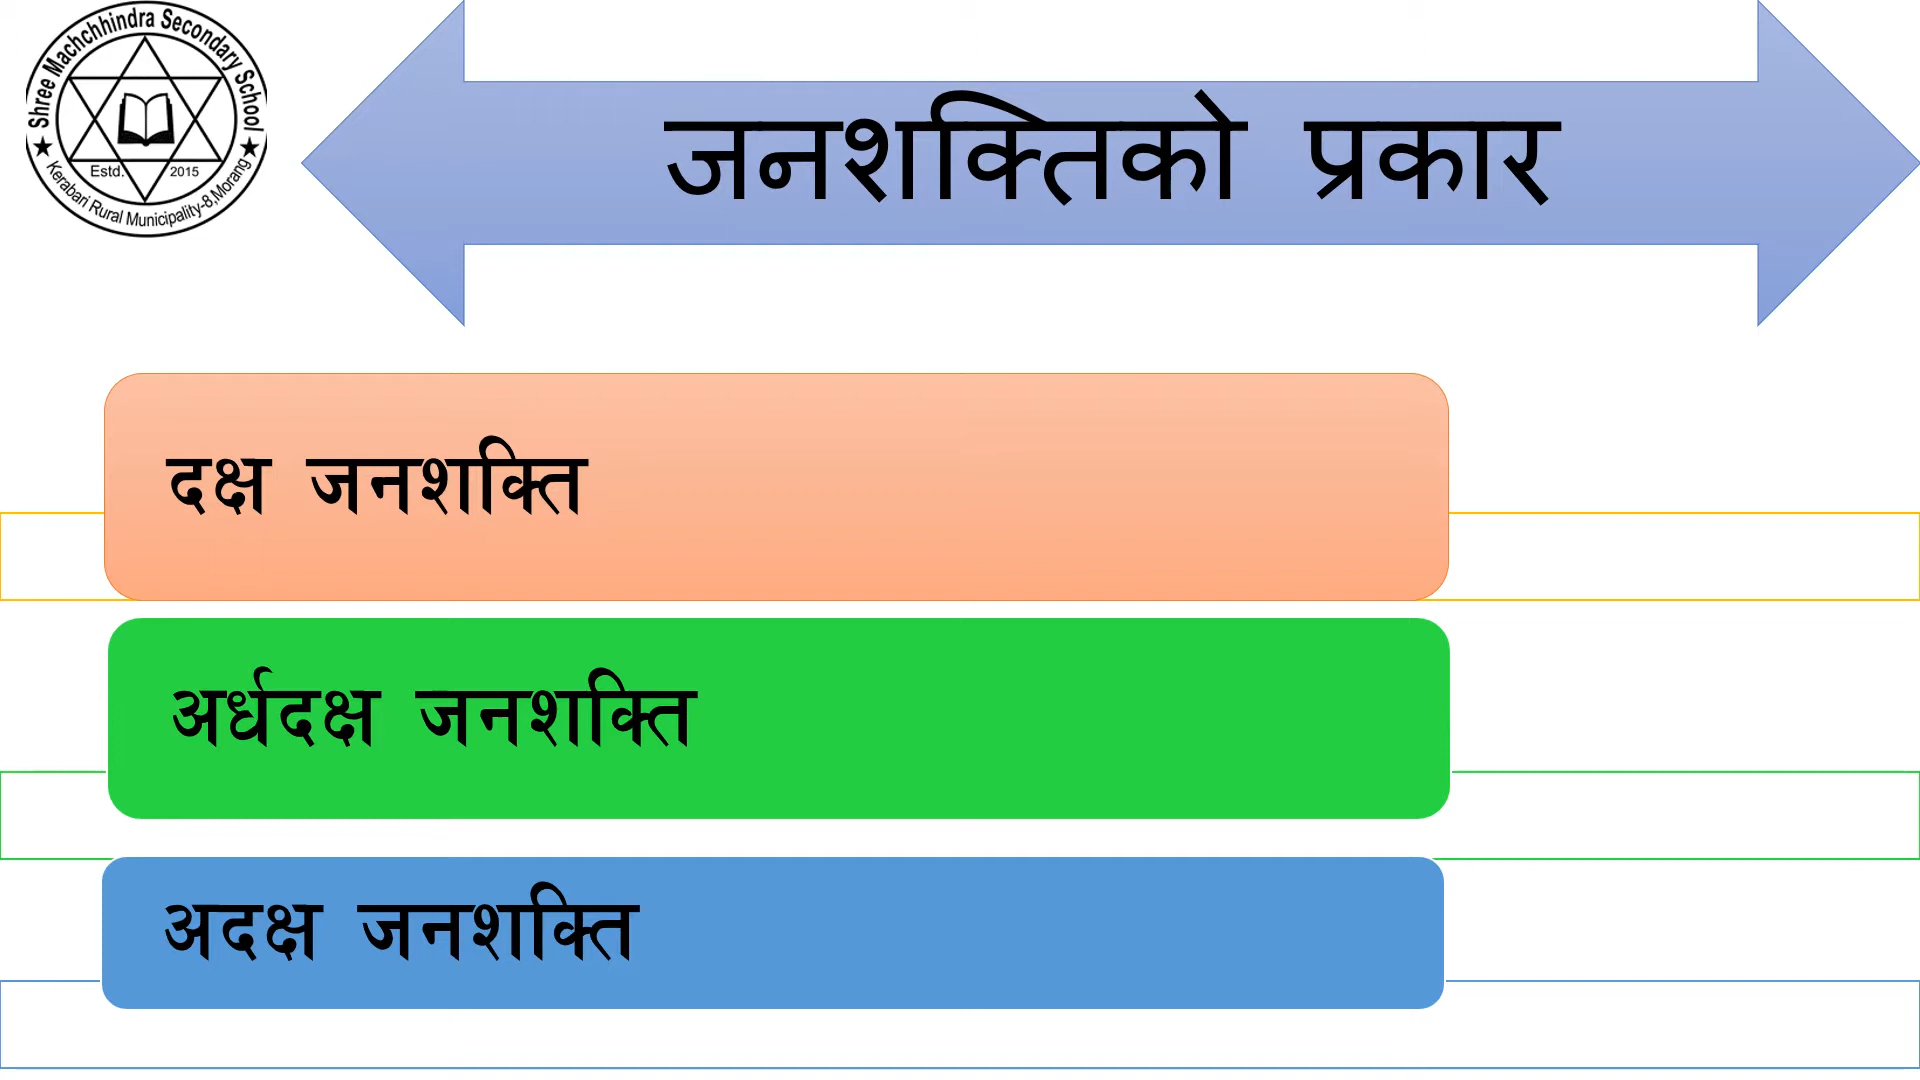 Shree Machchhindra Secondary School
Estd. 2015
Kerabari Rural Municipality-8,Morang
जनशक्तिको प्रकार
दक्ष जनशक्ति
अर्धदक्ष जनशक्ति
अदक्ष जनशक्ति